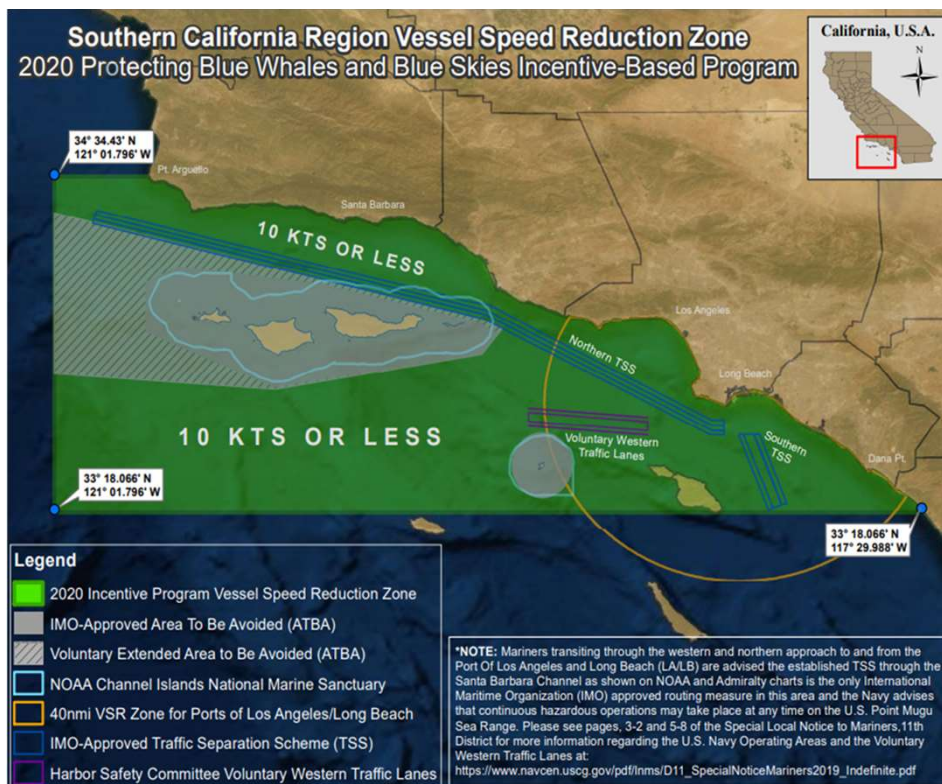 Southern California Region Vessel Speed Reduction Zone
2020 Protecting Blue Whales and Blue Skies Incentive-Based Program
California, U.S.A.
N
34° 34.43' N
121° 01.796' W
Pt. Arguello
Santa Barbara
10 KTS OR LESS
Los Angeles
Northern TSS
Long Beach
10 KTS OR LESS
Voluntary Western
Traffic Lanes
Southern
TSS
Dana Pt.
33° 18.066' N
121° 01.796' W
33° 18.066' N
117° 29.988' W
Legend
2020 Incentive Program Vessel Speed Reduction Zone
IMO-Approved Area To Be Avoided (ATBA)
Voluntary Extended Area to Be Avoided (ATBA)
NOAA Channel Islands National Marine Sanctuary
40nmi VSR Zone for Ports of Los Angeles/Long Beach
IMO-Approved Traffic Separation Scheme (TSS)
Harbor Safety Committee Voluntary Western Traffic Lanes
*NOTE: Mariners transiting through the western and northern approach to and from the
Port Of Los Angeles and Long Beach (LA/LB) are advised the established TSS through the
Santa Barbara Channel as shown on NOAA and Admiralty charts is the only International
Maritime Organization (IMO) approved routing measure in this area and the Navy advises
that continuous hazardous operations may take place at any time on the U.S. Point Mugu
Sea Range. Please see pages, 3-2 and 5-8 of the Special Local Notice to Mariners,11th
District for more information regarding the U.S. Navy Operating Areas and the Voluntary
Western Traffic Lanes at:
https://www.navcen.uscg.gov/pdf/lnms/D11_SpecialNoticeMariners2019_Indefinite.pdf